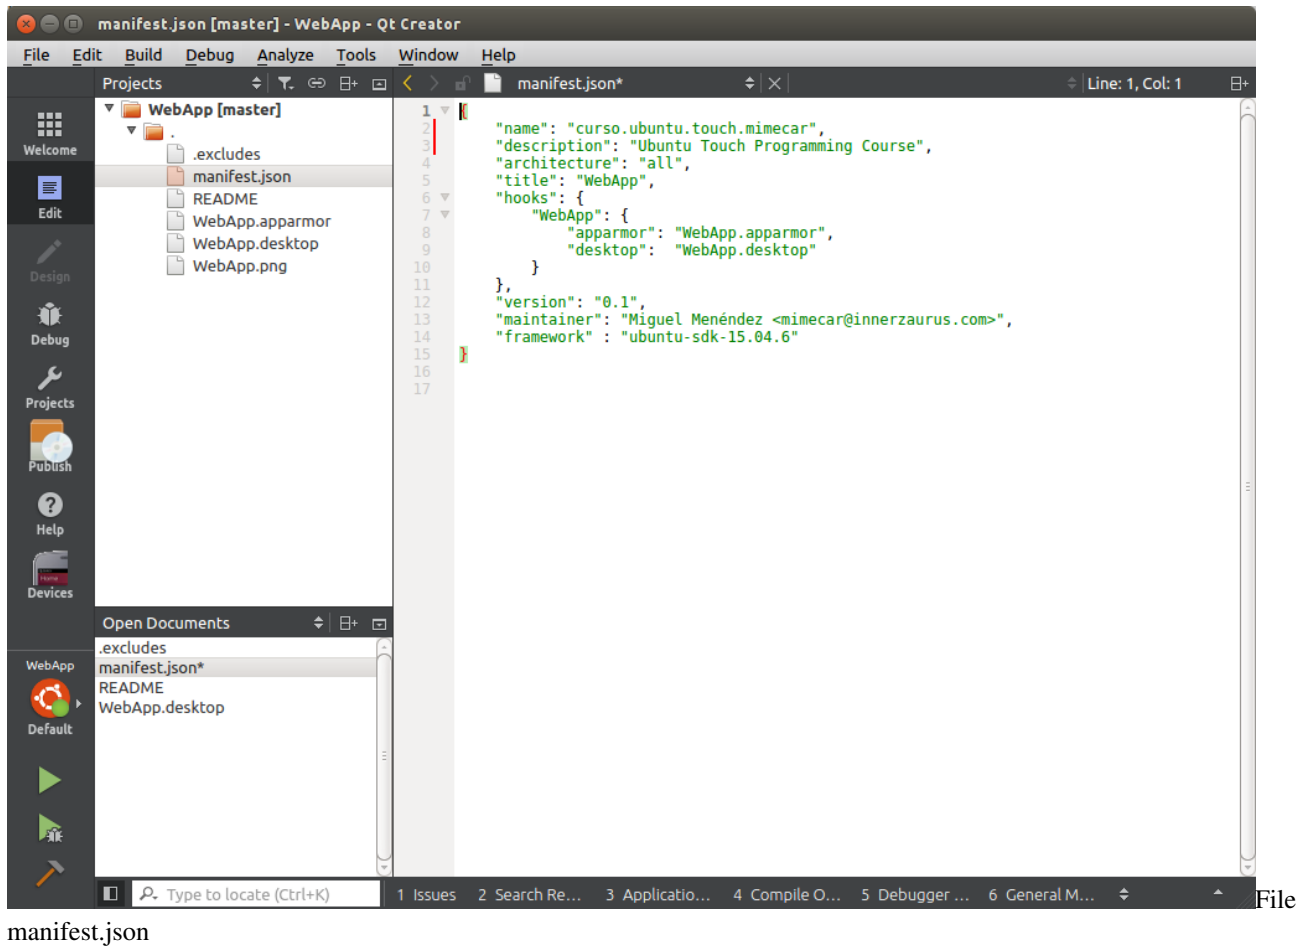 manifest.json [master] - WebApp - Qt Creator
File Edit Build Debug Analyze Tools Window Help
Projects
manifest.json*
Line: 1, Col: 1
Welcome
Edit
Design
Debug
Projects
Publish
Help
Devices
WebApp
Default
WebApp [master]
.
.excludes
manifest.json
README
WebApp.apparmor
WebApp.desktop
WebApp.png
Open Documents
.excludes
manifest.json*
README
WebApp.desktop
1 {
2 "name": "curso.ubuntu.touch.mimecar",
3 "description": "Ubuntu Touch Programming Course",
4 "architecture": "all",
5 "title": "WebApp",
6 "hooks": {
7 "WebApp": {
8 "apparmor": "WebApp.apparmor",
9 "desktop":  "WebApp.desktop"
10 }
11 },
12 "version": "0.1",
13 "maintainer": "Miguel Menéndez <mimecar@innerzaurus.com>",
14 "framework" : "ubuntu-sdk-15.04.6"
15 }
16
17
Type to locate (Ctrl+K)
1 Issues 2 Search Re... 3 Applicatio... 4 Compile O... 5 Debugger ... 6 General M...
File
manifest.json